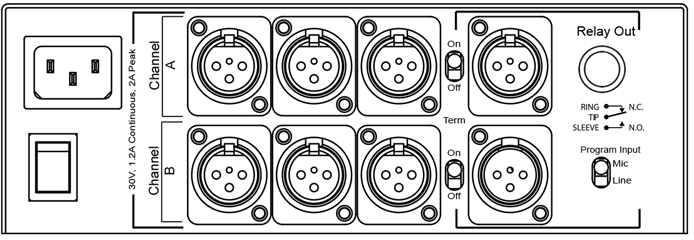 30V, 1.2A Continuous, 2A Peak
Channel
A
Channel
B
On
Off
Term
On
Off
Relay Out
RING N.C.
TIP
SLEEVE N.O.
Program Input
Mic
Line